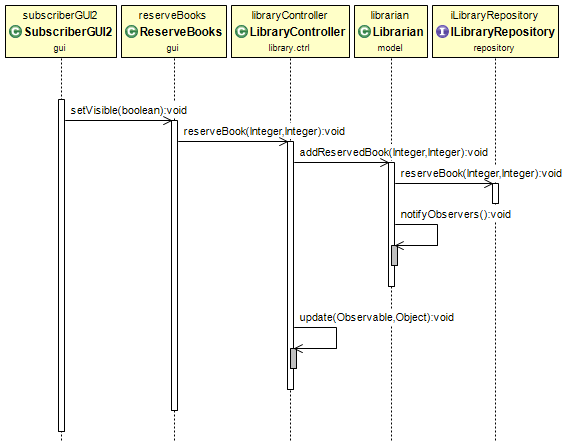 subscriberGUI2
C SubscriberGUI2
gui
reserveBooks
C ReserveBooks
gui
libraryController
C LibraryController
library.ctrl
librarian
C Librarian
model
iLibraryRepository
I ILibraryRepository
repository
setVisible(boolean):void
reserveBook(Integer,Integer):void
addReservedBook(Integer,Integer):void
reserveBook(Integer,Integer):void
notifyObservers():void
update(Observable,Object):void